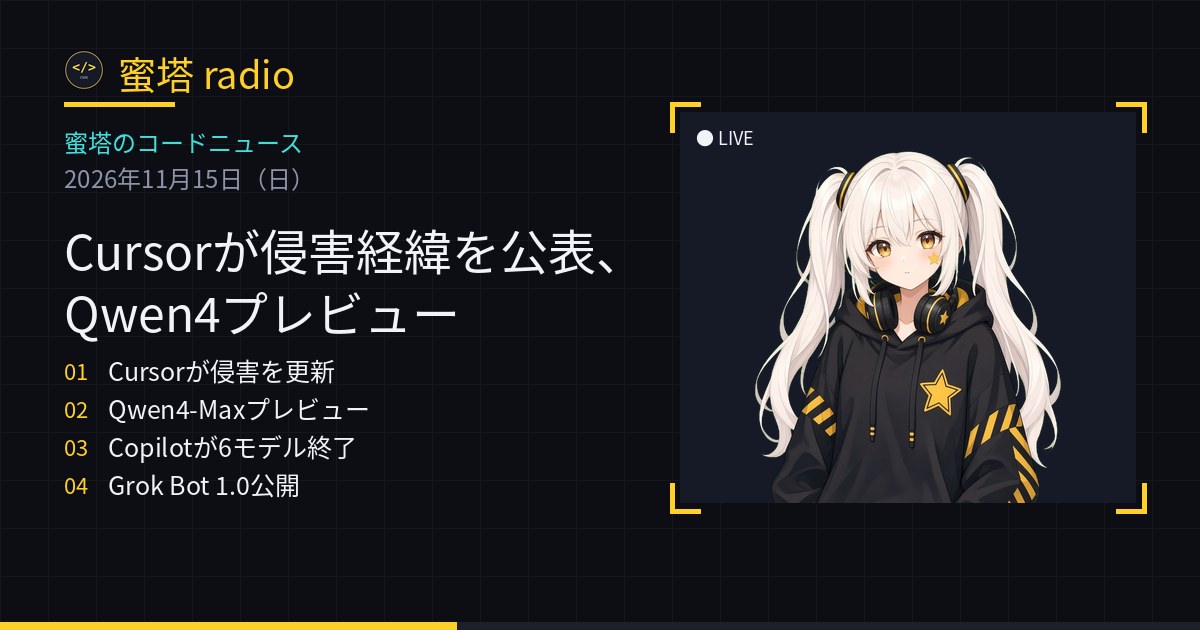 </>
蜜塔 radio
蜜塔のコードニュース
2026年11月15日（日）
Cursorが侵害経緯を公表、
Qwen4プレビュー
01 Cursorが侵害を更新
02 Qwen4-Maxプレビュー
03 Copilotが6モデル終了
04 Grok Bot 1.0公開
LIVE